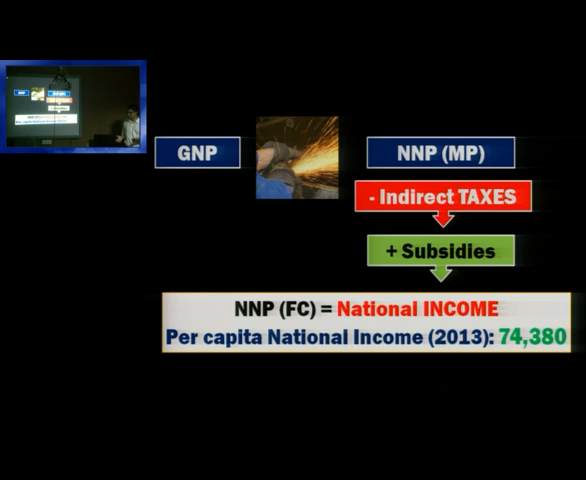 GNP
NNP (MP)
- Indirect TAXES
+ Subsidies
NNP (FC) = National INCOME
Per capita National Income (2013): 74,380